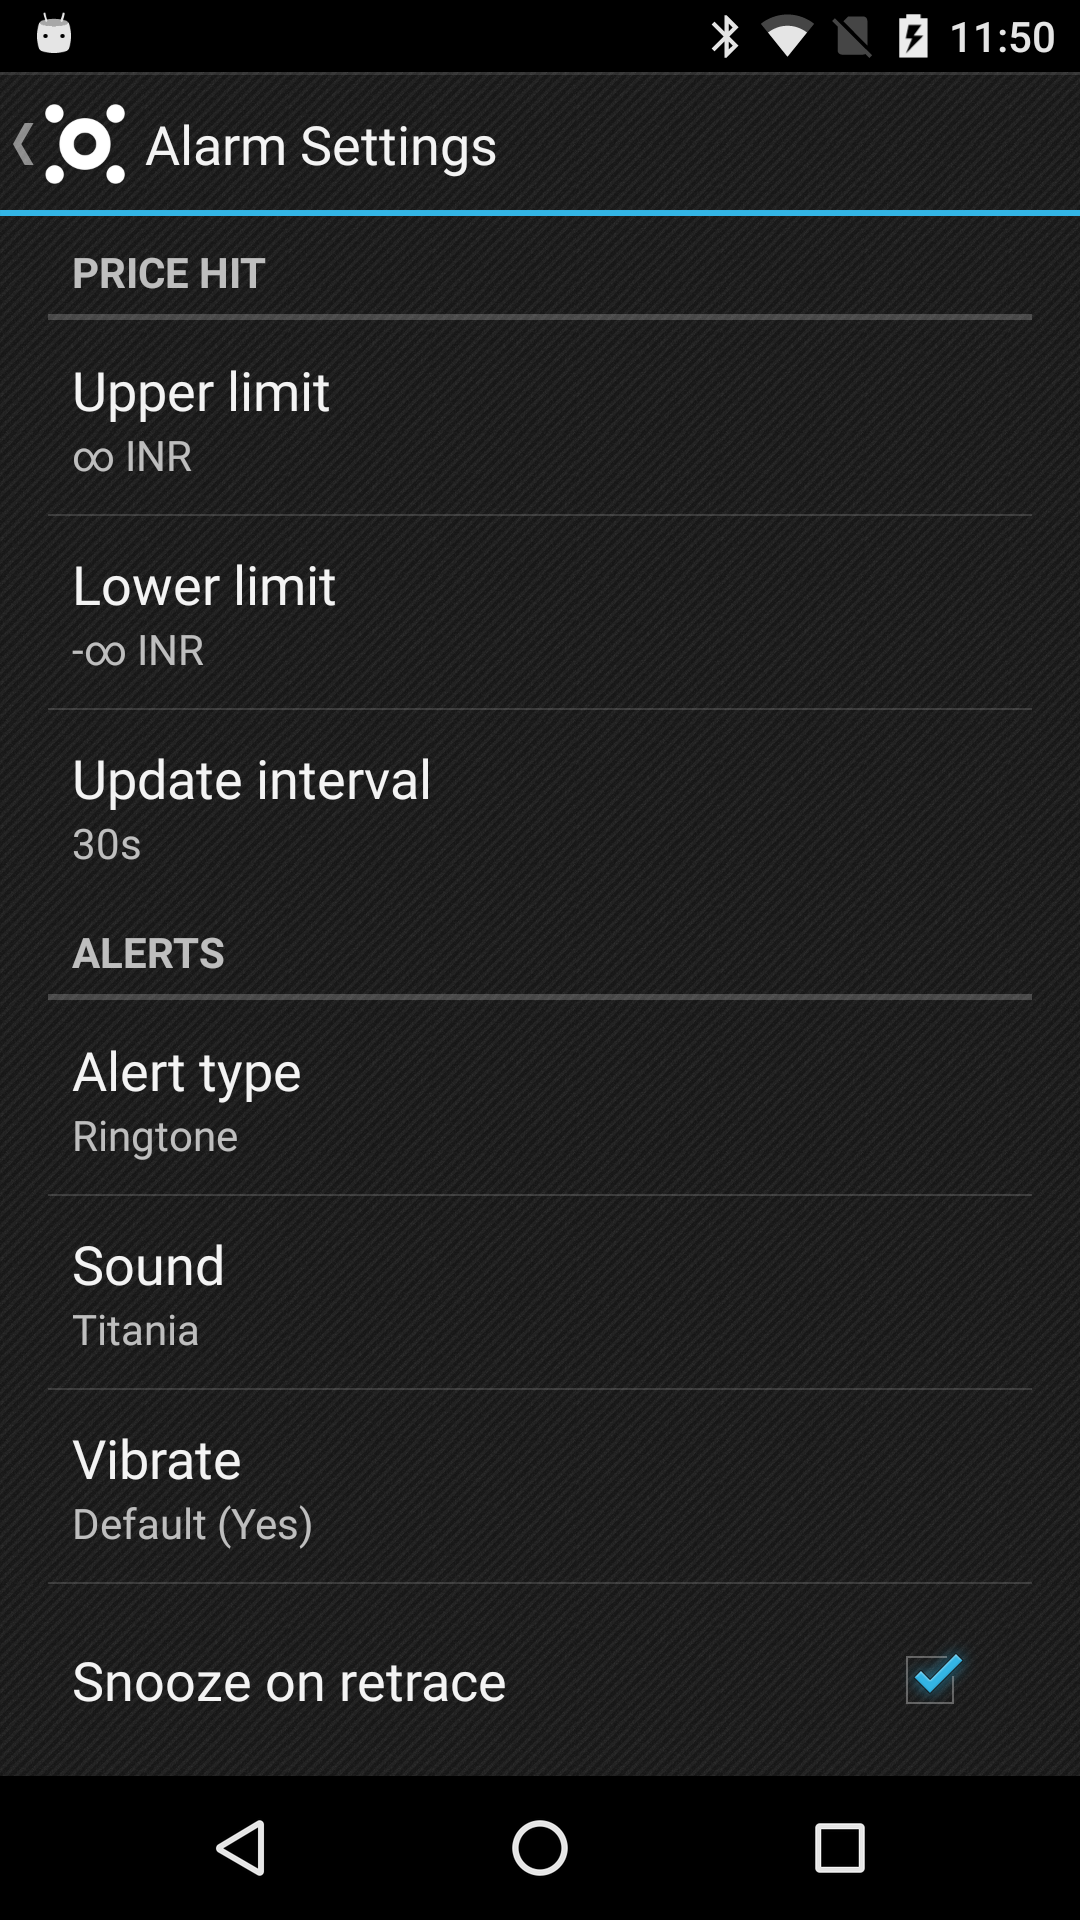 11:50
Alarm Settings
PRICE HIT
Upper limit
∞ INR
Lower limit
-∞ INR
Update interval
30s
ALERTS
Alert type
Ringtone
Sound
Titania
Vibrate
Default (Yes)
Snooze on retrace